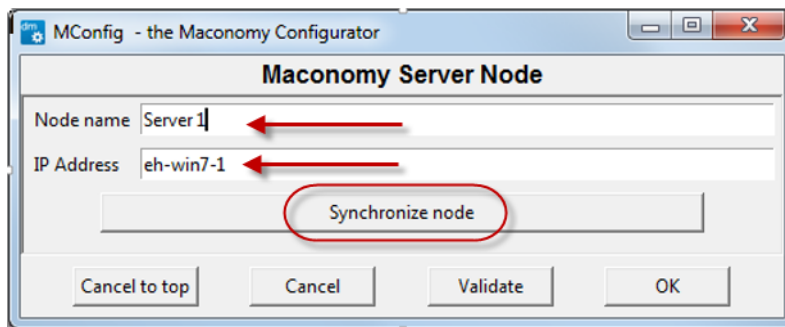 dm
MConfig - the Maconomy Configurator
Maconomy Server Node
Node name Server 1
IP Address eh-win7-1
Synchronize node
Cancel to top Cancel Validate OK